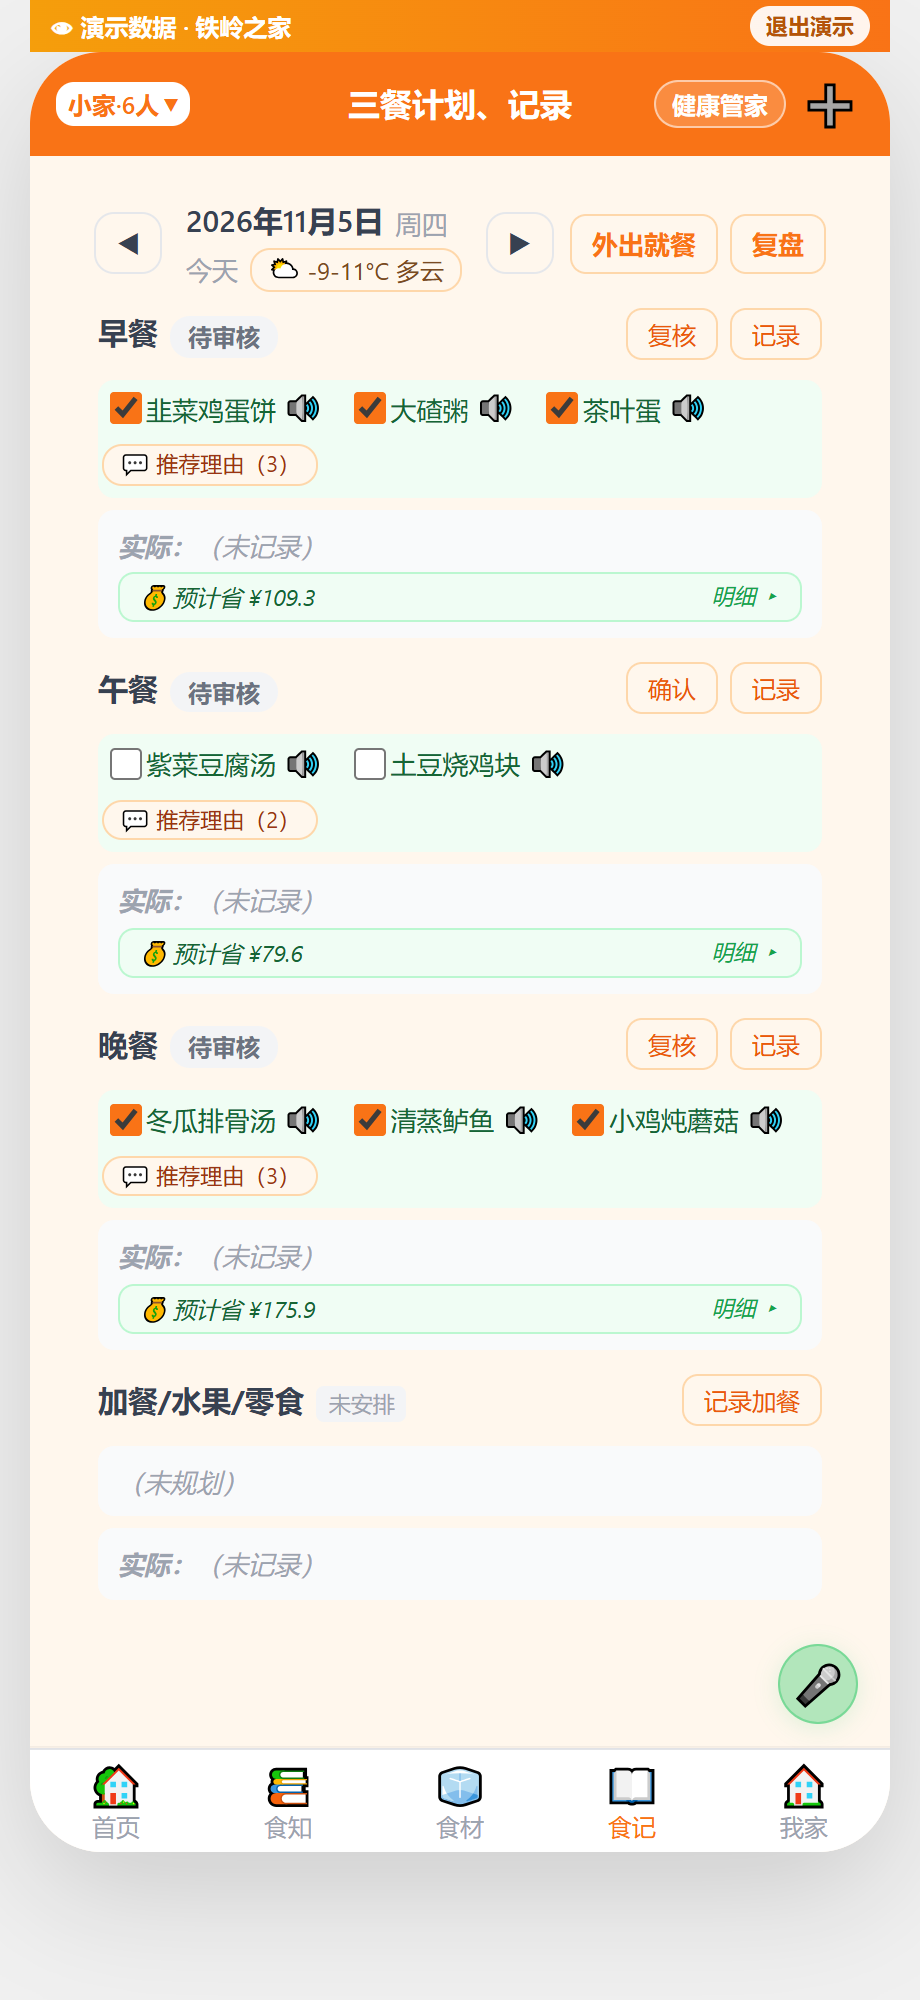 演示数据 · 铁岭之家 退出演示
小家·6人▼ 三餐计划、记录 健康管家
2026年11月5日 周四
今天 -9-11°C 多云
外出就餐 复盘
早餐 待审核 复核 记录
韭菜鸡蛋饼 大碴粥 茶叶蛋
推荐理由（3）
实际：（未记录）
预计省 ¥109.3 明细 ▸
午餐 待审核 确认 记录
紫菜豆腐汤 土豆烧鸡块
推荐理由（2）
实际：（未记录）
预计省 ¥79.6 明细 ▸
晚餐 待审核 复核 记录
冬瓜排骨汤 清蒸鲈鱼 小鸡炖蘑菇
推荐理由（3）
实际：（未记录）
预计省 ¥175.9 明细 ▸
加餐/水果/零食 未安排 记录加餐
（未规划）
实际：（未记录）
首页 食知 食材 食记 我家